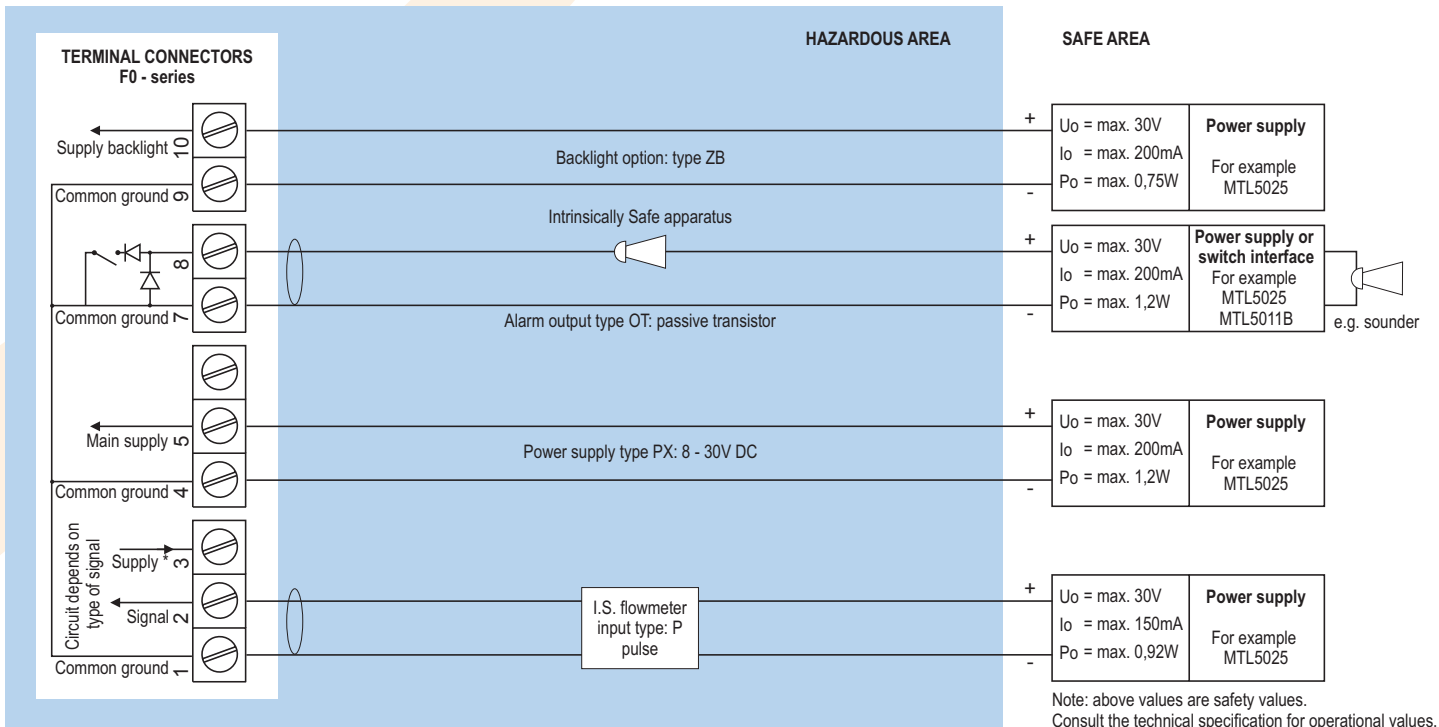 HAZARDOUS AREA
SAFE AREA
TERMINAL CONNECTORS
F0 - series
Supply backlight 10
Common ground 9
8
Common ground 7
Main supply 5
Common ground 4
Circuit depends on
type of signal
Supply * 3
Signal 2
Common ground 1
Backlight option: type ZB
Intrinsically Safe apparatus
Alarm output type OT: passive transistor
Power supply type PX: 8 - 30V DC
I.S. flowmeter
input type: P
pulse
+
-
Uo = max. 30V
Io = max. 200mA
Po = max. 0,75W
Power supply
For example
MTL5025
+
-
Uo = max. 30V
Io = max. 200mA
Po = max. 1,2W
Power supply or
switch interface
For example
MTL5025
MTL5011B
e.g. sounder
+
-
Uo = max. 30V
Io = max. 200mA
Po = max. 1,2W
Power supply
For example
MTL5025
+
-
Uo = max. 30V
Io = max. 150mA
Po = max. 0,92W
Power supply
For example
MTL5025
Note: above values are safety values.
Consult the technical specification for operational values.